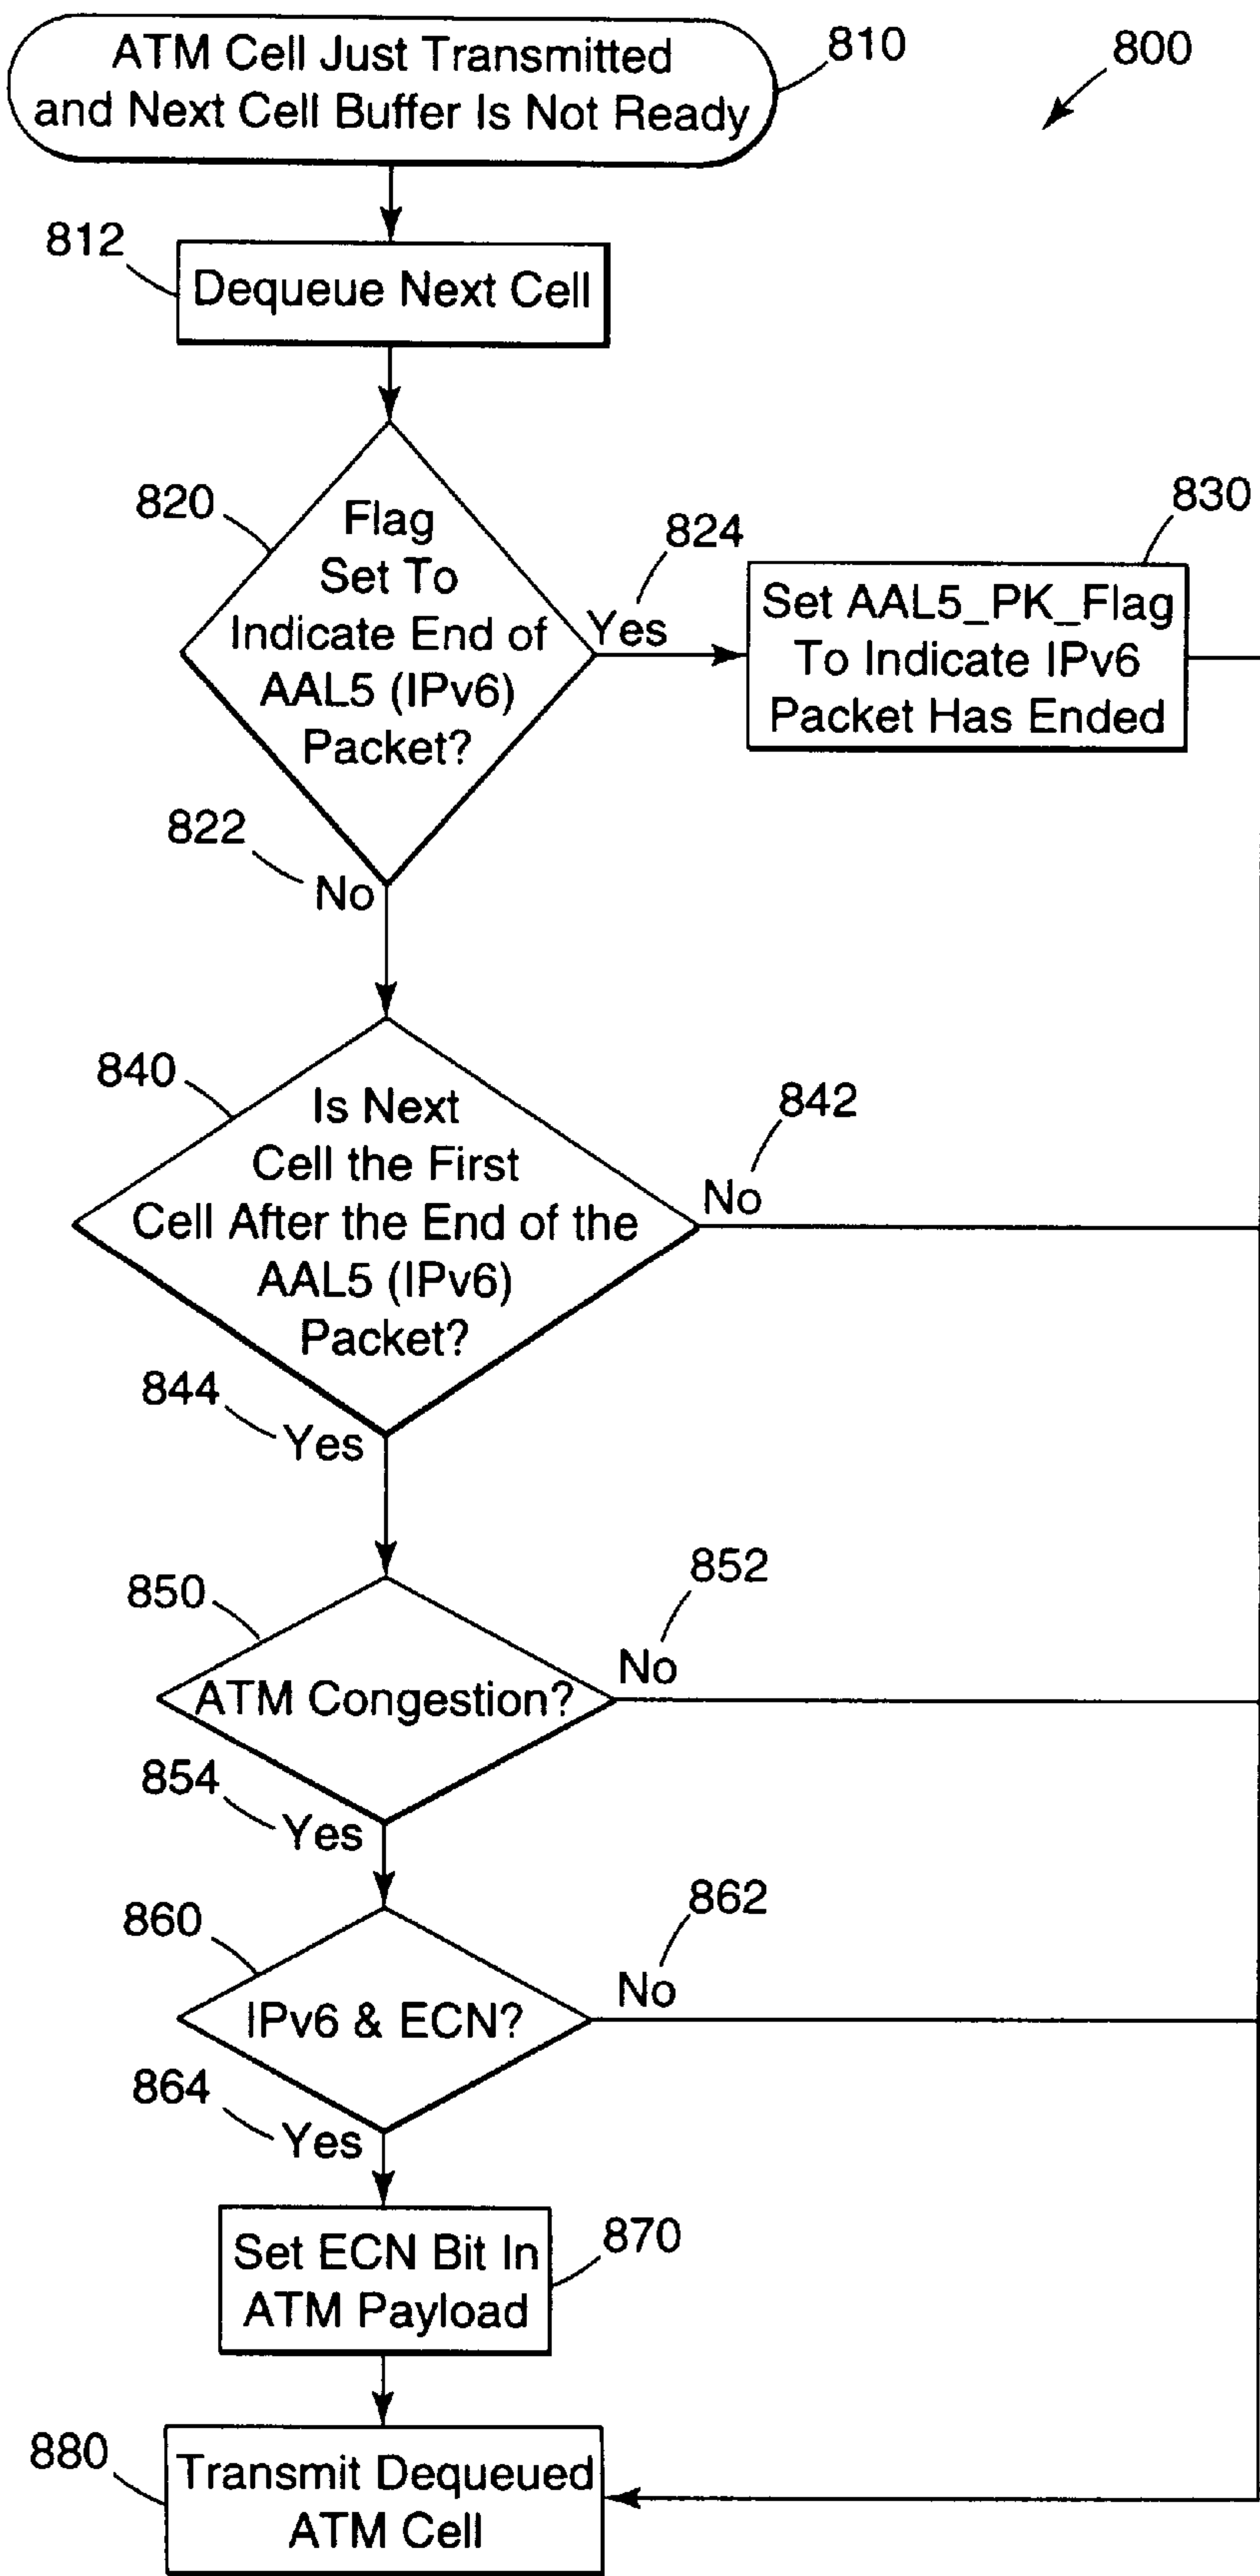 ATM Cell Just Transmitted
and Next Cell Buffer Is Not Ready
810
800
812
Dequeue Next Cell
820
Flag
Set To
Indicate End of
AAL5 (IPv6)
Packet?
824
Yes
830
Set AAL5_PK_Flag
To Indicate IPv6
Packet Has Ended
822
No
840
Is Next
Cell the First
Cell After the End of the
AAL5 (IPv6)
Packet?
842
No
844
Yes
850
ATM Congestion?
852
No
854
Yes
860
IPv6 & ECN?
862
No
864
Yes
Set ECN Bit In
ATM Payload
870
880
Transmit Dequeued
ATM Cell